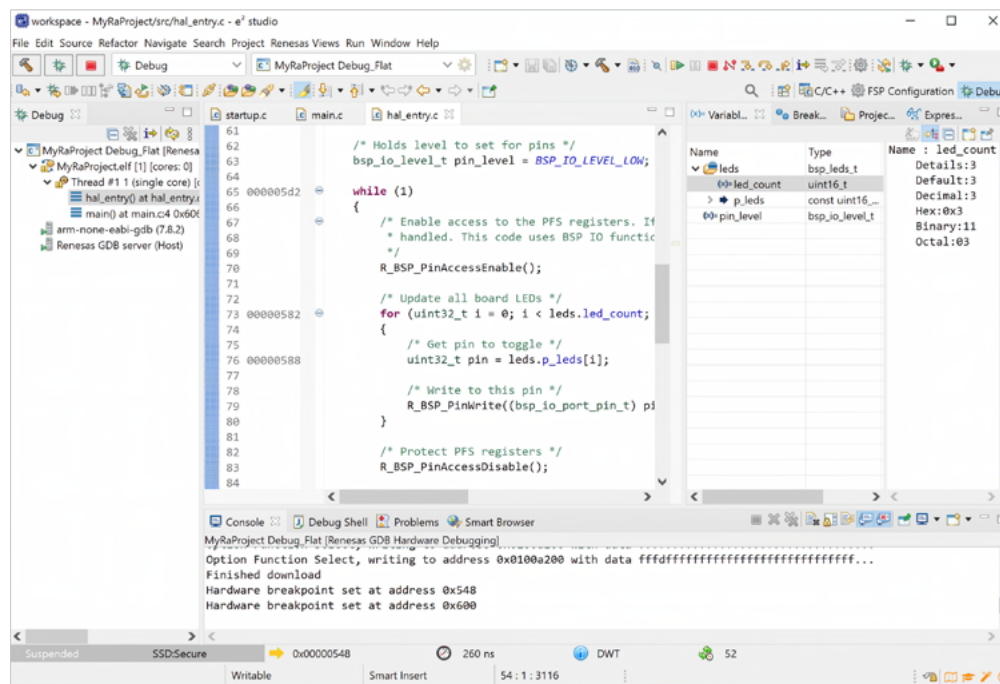 workspace - MyRaProject/src/hal_entry.c - e² studio
File Edit Source Refactor Navigate Search Project Renesas Views Run Window Help
Debug
MyRaProject Debug_Flat
C/C++
FSP Configuration
Debu
Debug
MyRaProject Debug_Flat [Renesa
MyRaProject.elf [1] [cores: 0]
Thread #1 1 (single core) [c
hal_entry() at hal_entry.
main() at main.c:4 0x606
arm-none-eabi-gdb (7.8.2)
Renesas GDB server (Host)
startup.c
main.c
hal_entry.c
61
62 /* Holds level to set for pins */
63 bsp_io_level_t pin_level = BSP_IO_LEVEL_LOW;
64
65 000005d2 while (1)
66 {
67 /* Enable access to the PFS registers. If
68 * handled. This code uses BSP IO functic
69 */
70 R_BSP_PinAccessEnable();
71
72 /* Update all board LEDs */
73 00000582 for (uint32_t i = 0; i < leds.led_count;
74 {
75 /* Get pin to toggle */
76 00000588 uint32_t pin = leds.p_leds[i];
77
78 /* Write to this pin */
79 R_BSP_PinWrite((bsp_io_port_pin_t) pi
80 }
81
82 /* Protect PFS registers */
83 R_BSP_PinAccessDisable();
84
Variabl...
Break...
Projec...
Expres...
Name Type
leds bsp_leds_t
led_count uint16_t
p_leds const uint16_...
pin_level bsp_io_level_t
Name : led_count
Details:3
Default:3
Decimal:3
Hex:0x3
Binary:11
Octal:03
Console
Debug Shell
Problems
Smart Browser
MyRaProject Debug_Flat [Renesas GDB Hardware Debugging]
Option Function Select, writing to address 0x0100a200 with data fffdffffffffffffffffffffffffffff...
Finished download
Hardware breakpoint set at address 0x548
Hardware breakpoint set at address 0x600
Suspended
SSD:Secure
0x00000548
260 ns
DWT
52
Writable
Smart Insert
54 : 1 : 3116